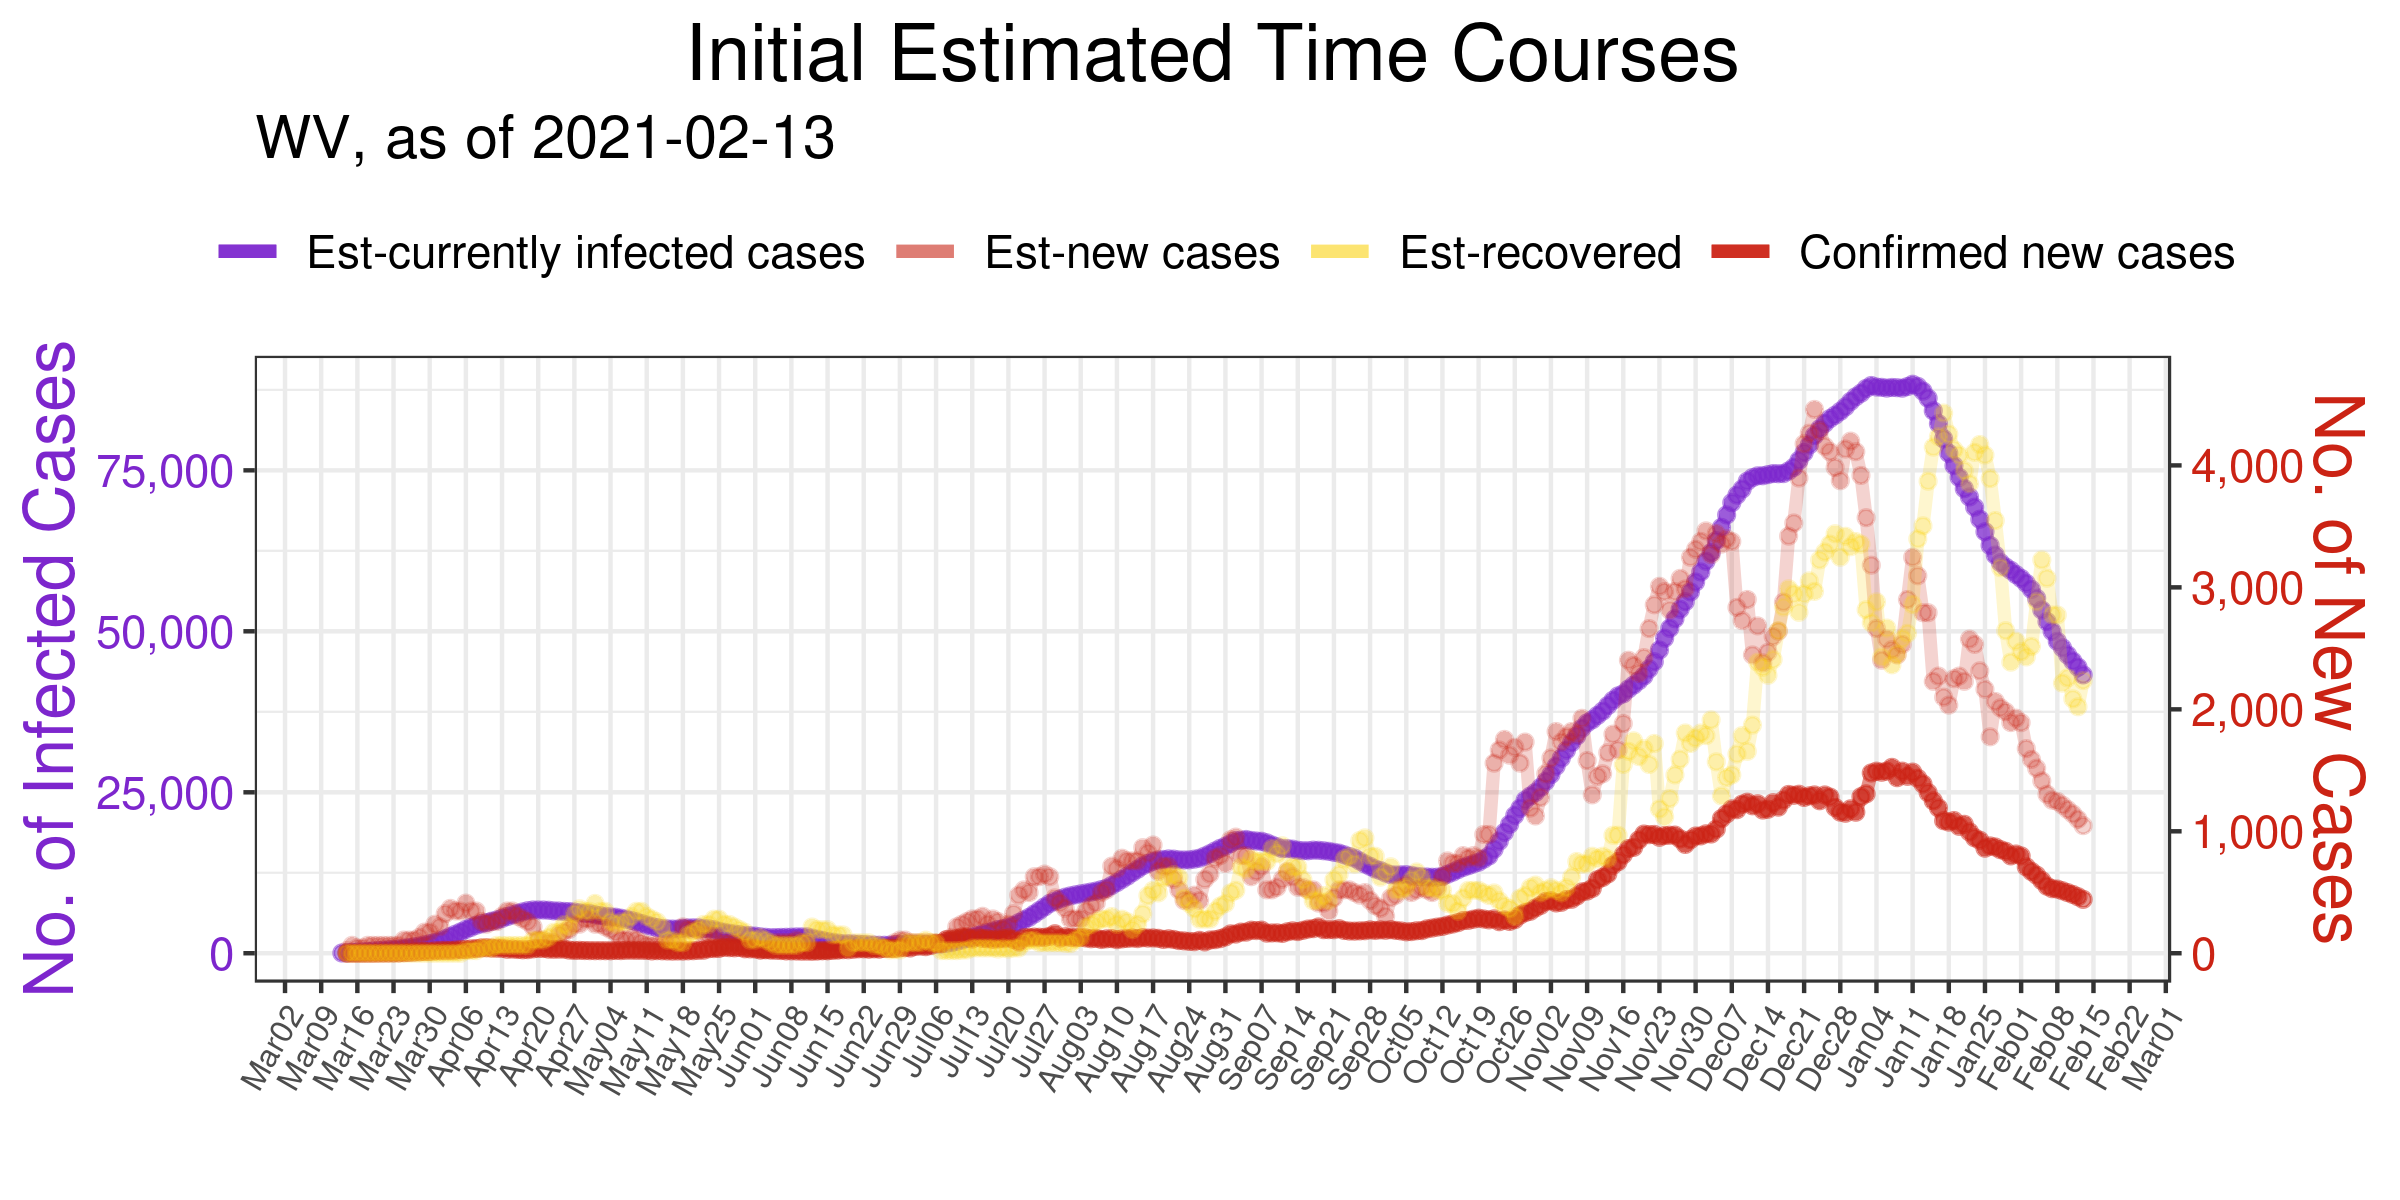 Initial Estimated Time Courses
WV, as of 2021-02-13
Est-currently infected cases
Est-new cases
Est-recovered
Confirmed new cases
No. of Infected Cases
75,000
50,000
25,000
0
4,000
3,000
2,000
1,000
0
No. of New Cases
Mar02
Mar09
Mar16
Mar23
Mar30
Apr06
Apr13
Apr20
Apr27
May04
May11
May18
May25
Jun01
Jun08
Jun15
Jun22
Jun29
Jul06
Jul13
Jul20
Jul27
Aug03
Aug10
Aug17
Aug24
Aug31
Sep07
Sep14
Sep21
Sep28
Oct05
Oct12
Oct19
Oct26
Nov02
Nov09
Nov16
Nov23
Nov30
Dec07
Dec14
Dec21
Dec28
Jan04
Jan11
Jan18
Jan25
Feb01
Feb08
Feb15
Feb22
Mar01